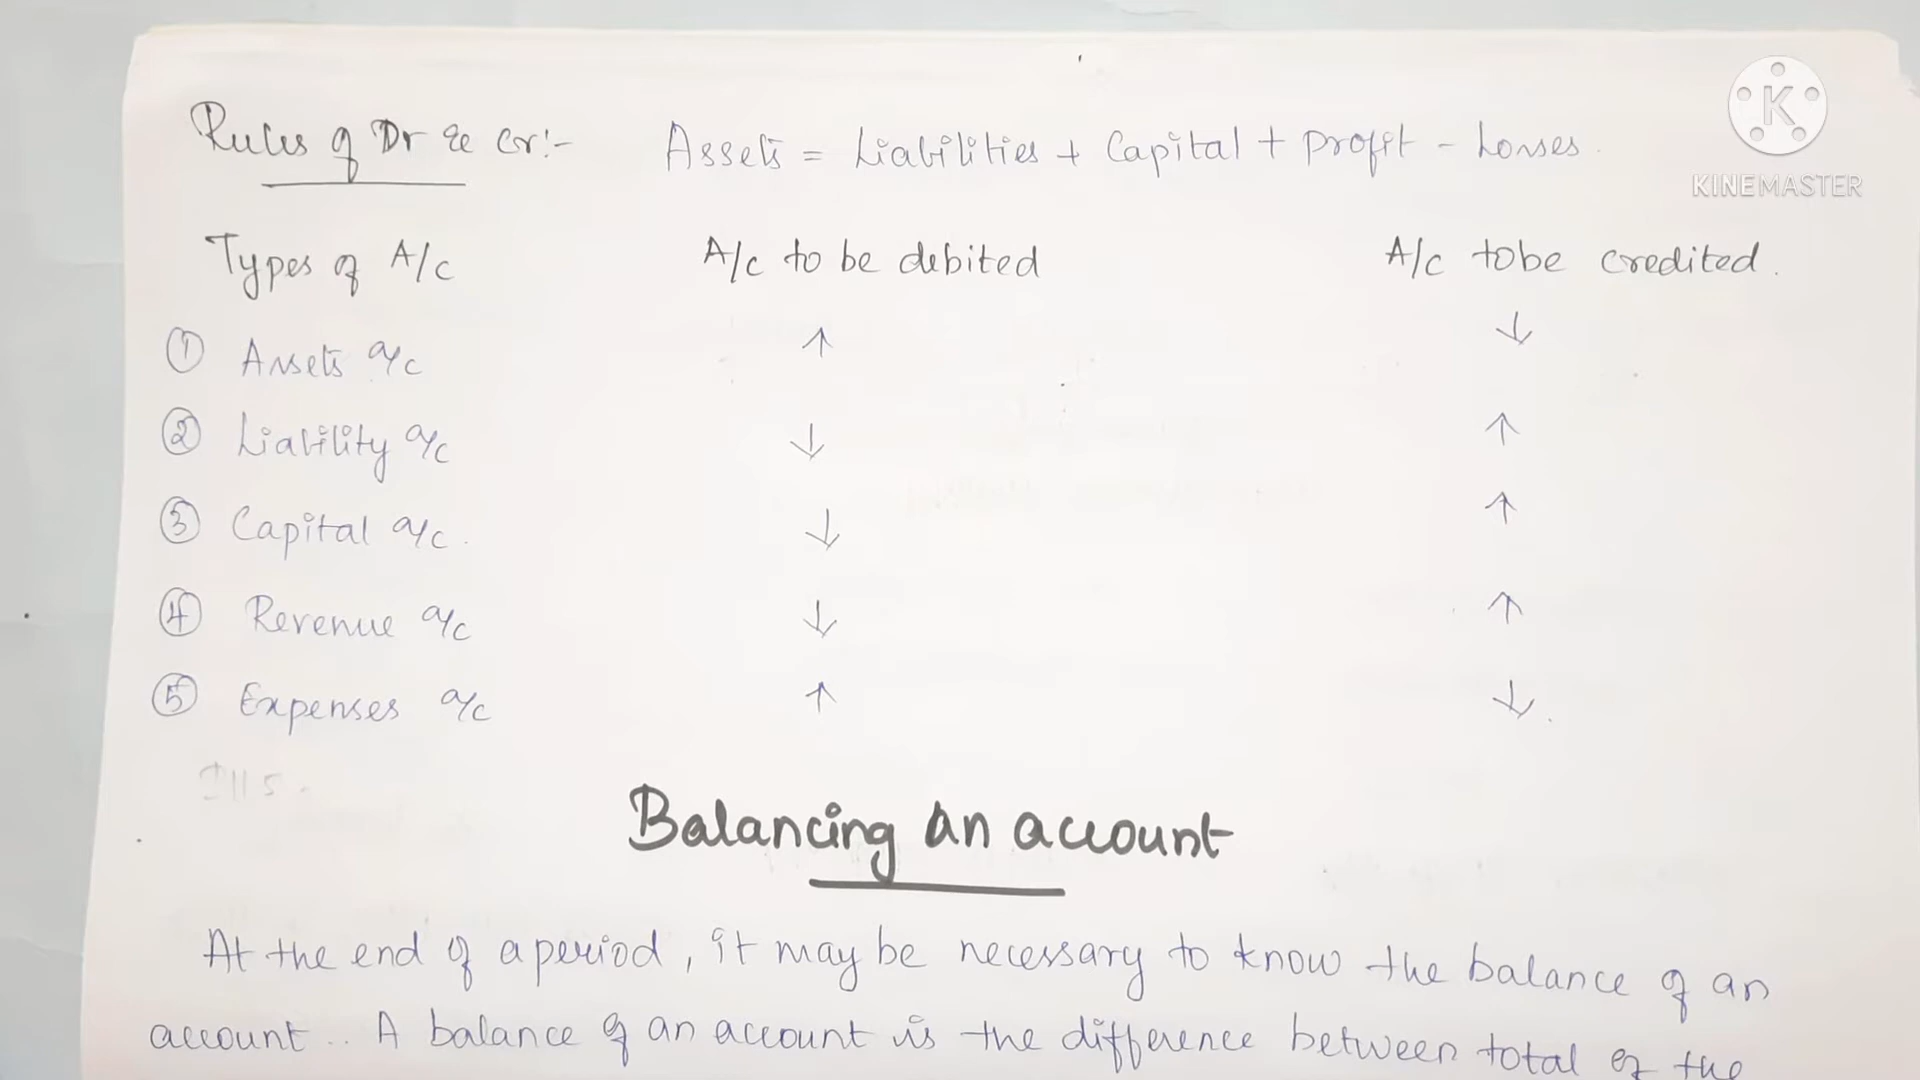 Rules of Dr & Cr:- Assets = Liabilities + Capital + Profit - Losses
K
KINEMASTER
Types of A/c A/c to be debited A/c to be credited.
① Assets a/c ↑ ↓
② Liability a/c ↓ ↑
③ Capital a/c. ↓ ↑
④ Revenue a/c ↓ ↑
⑤ Expenses a/c ↑ ↓.
Balancing an account
At the end of a period, it may be necessary to know the balance of an
account.. A balance of an account is the difference between total of the